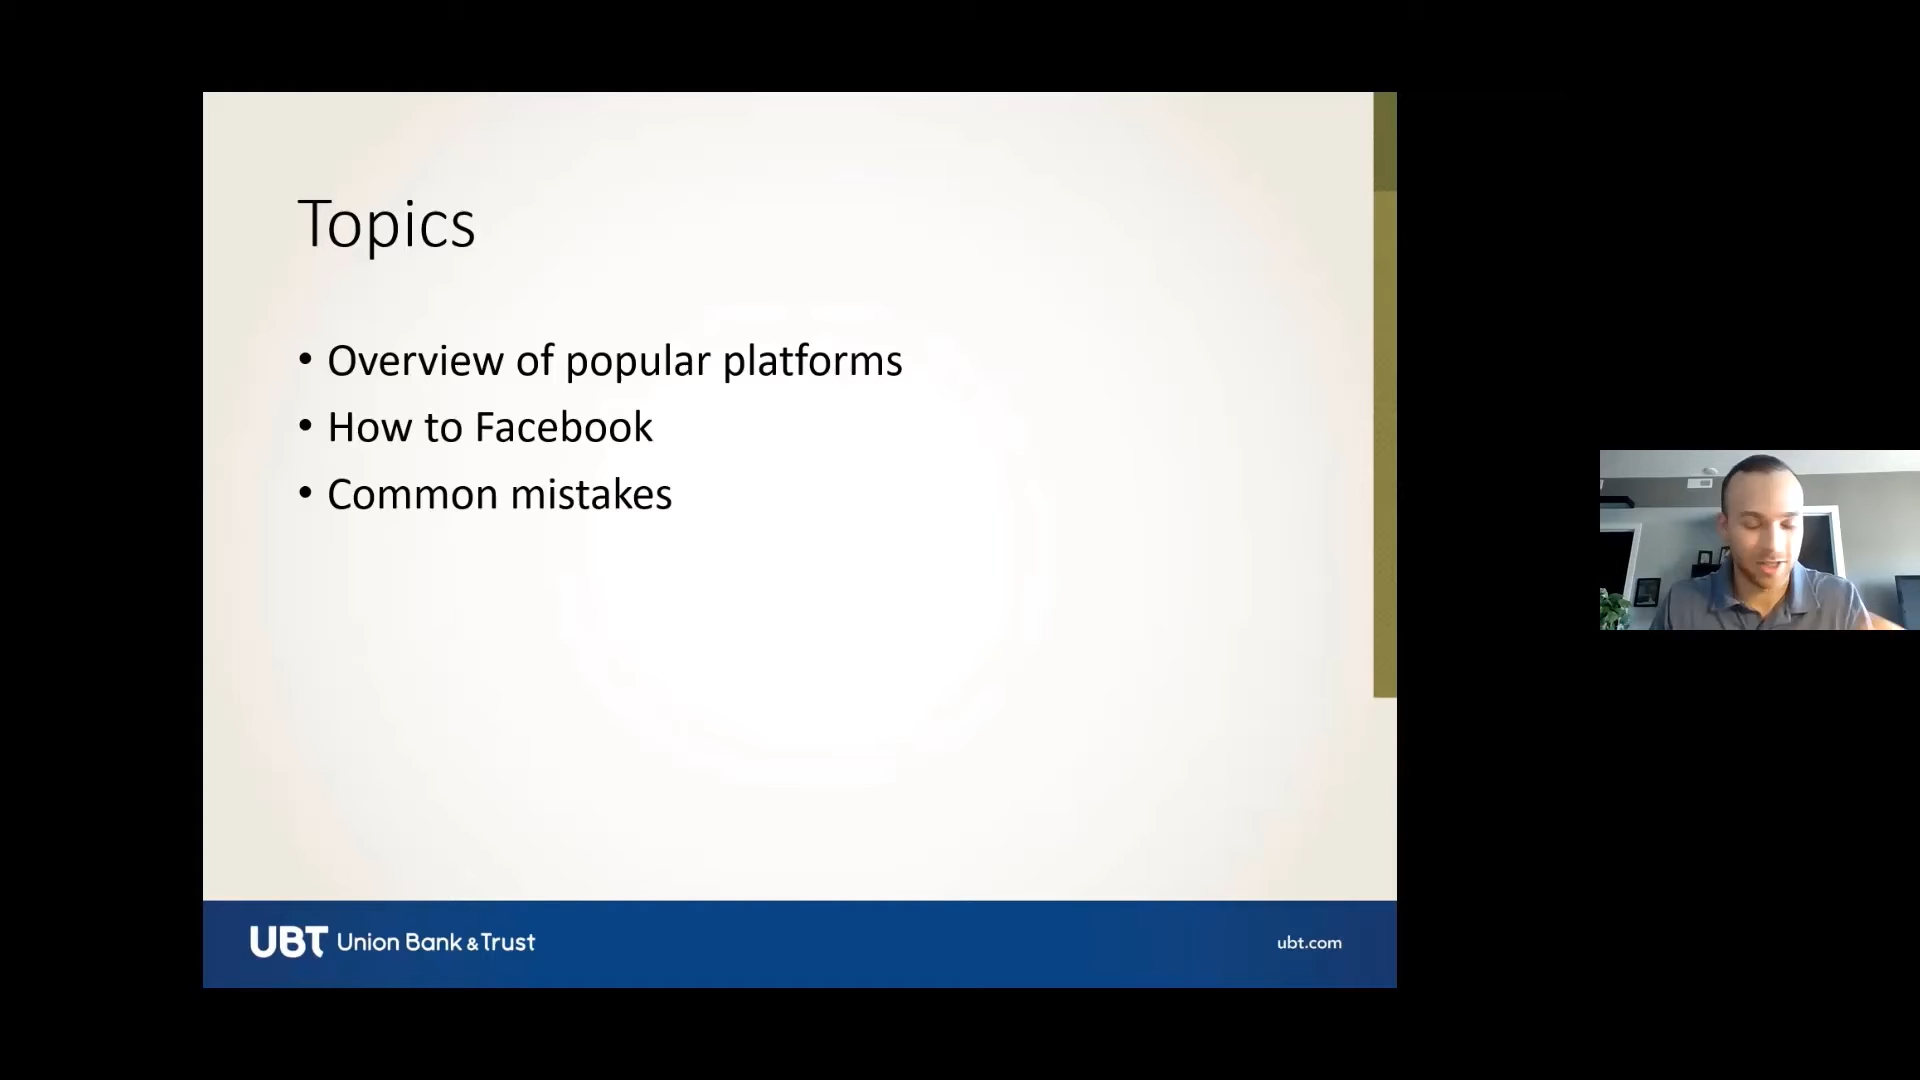 Topics
• Overview of popular platforms
• How to Facebook
• Common mistakes
UBT Union Bank & Trust
ubt.com